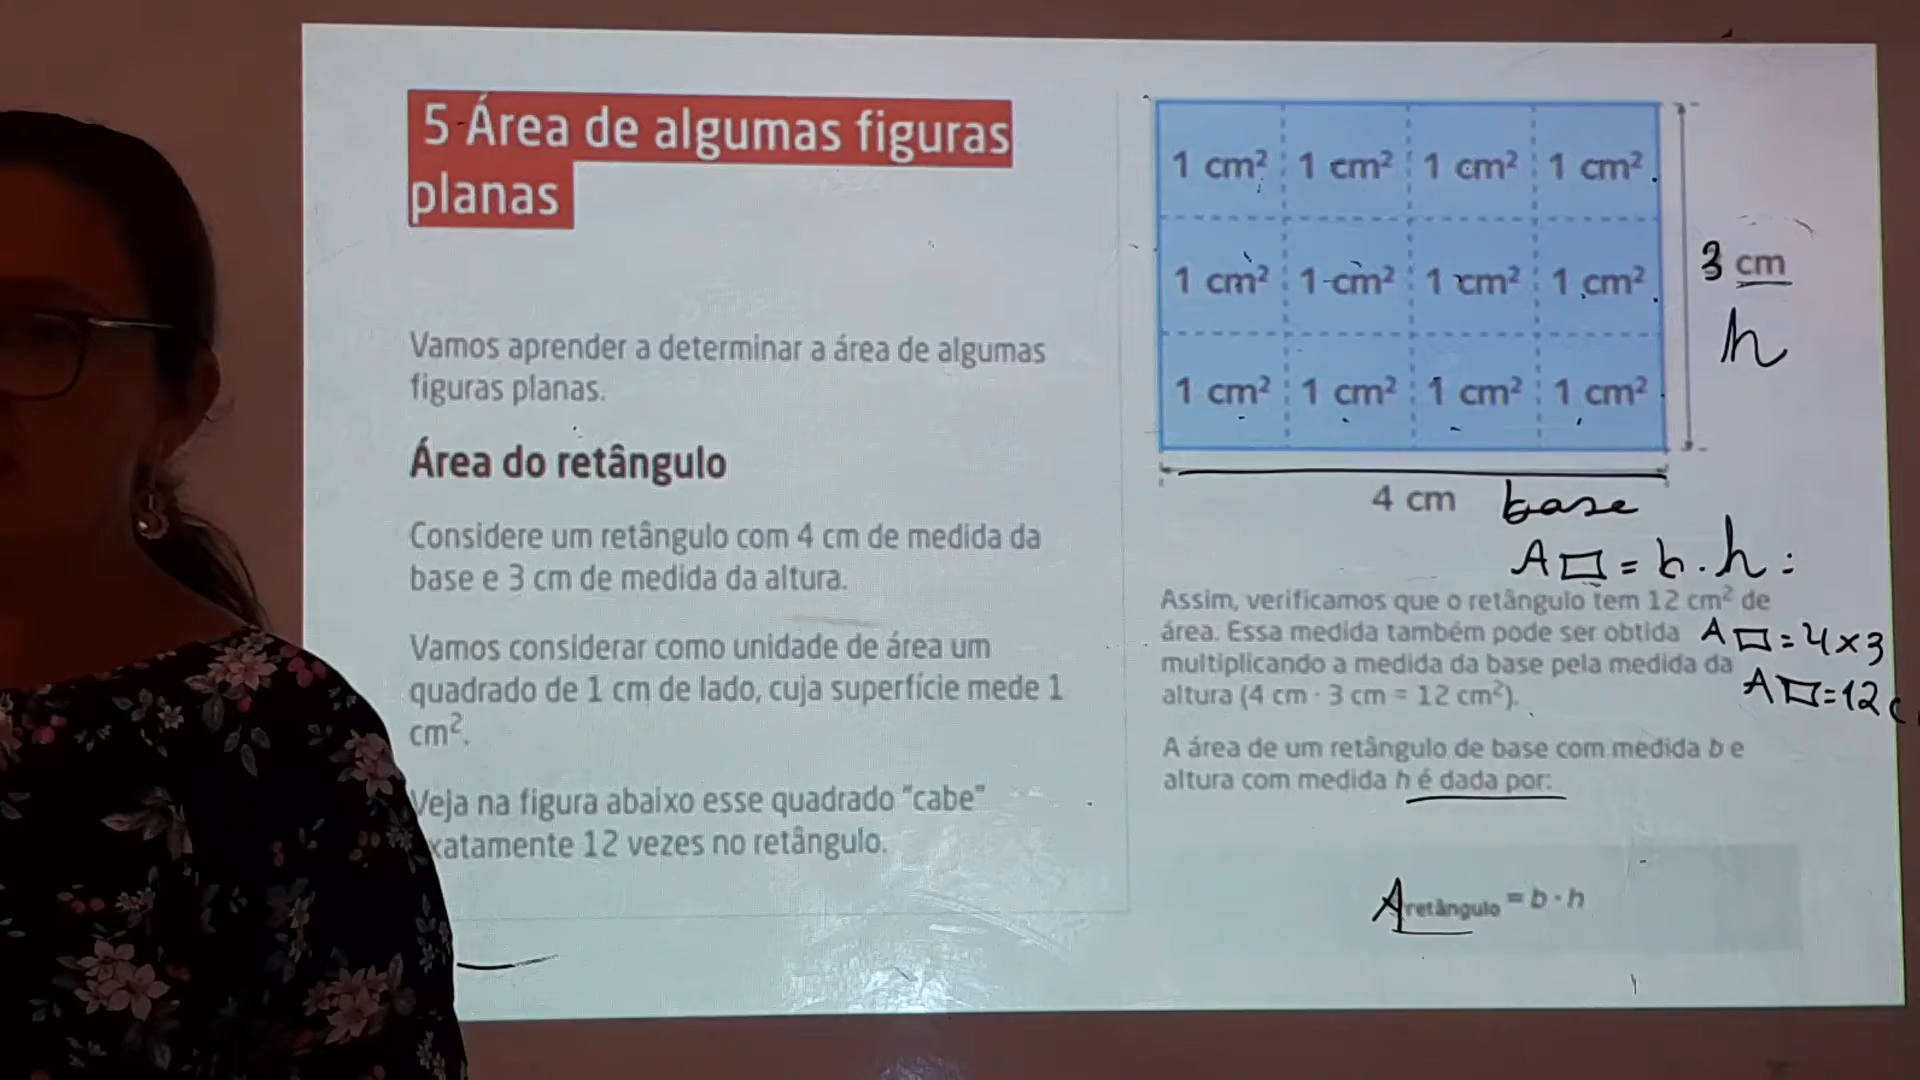 5 Área de algumas figuras
planas
Vamos aprender a determinar a área de algumas
figuras planas.
Área do retângulo
Considere um retângulo com 4 cm de medida da
base e 3 cm de medida da altura.
Vamos considerar como unidade de área um
quadrado de 1 cm de lado, cuja superfície mede 1
cm².
Veja na figura abaixo esse quadrado "cabe"
xatamente 12 vezes no retângulo.
1 cm² 1 cm² 1 cm² 1 cm²
1 cm² 1 cm² 1 cm² 1 cm²
1 cm² 1 cm² 1 cm² 1 cm²
3 cm
h
4 cm base
A▭ = b . h =
Assim, verificamos que o retângulo tem 12 cm² de
área. Essa medida também pode ser obtida
multiplicando a medida da base pela medida da
altura (4 cm · 3 cm = 12 cm²).
A▭ = 4 x 3
A▭ = 12 c
A área de um retângulo de base com medida b e
altura com medida h é dada por:
Aretângulo = b · h